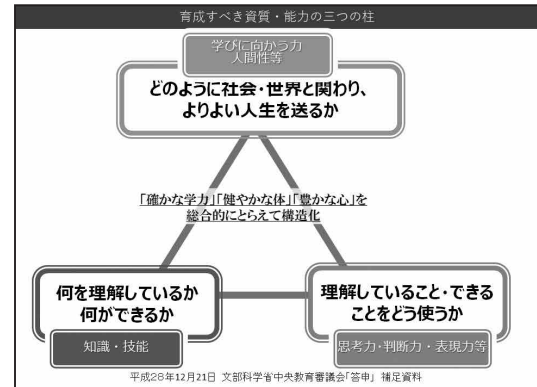 育成すべき資質・能力の三つの柱
学びに向かう力
人間性等
どのように社会・世界と関わり、
よりよい人生を送るか
「確かな学力」「健やかな体」「豊かな心」を
総合的にとらえて構造化
何を理解しているか
何ができるか
知識・技能
理解していること・できる
ことをどう使うか
思考力・判断力・表現力等
平成28年12月21日 文部科学省中央教育審議会「答申」 補足資料